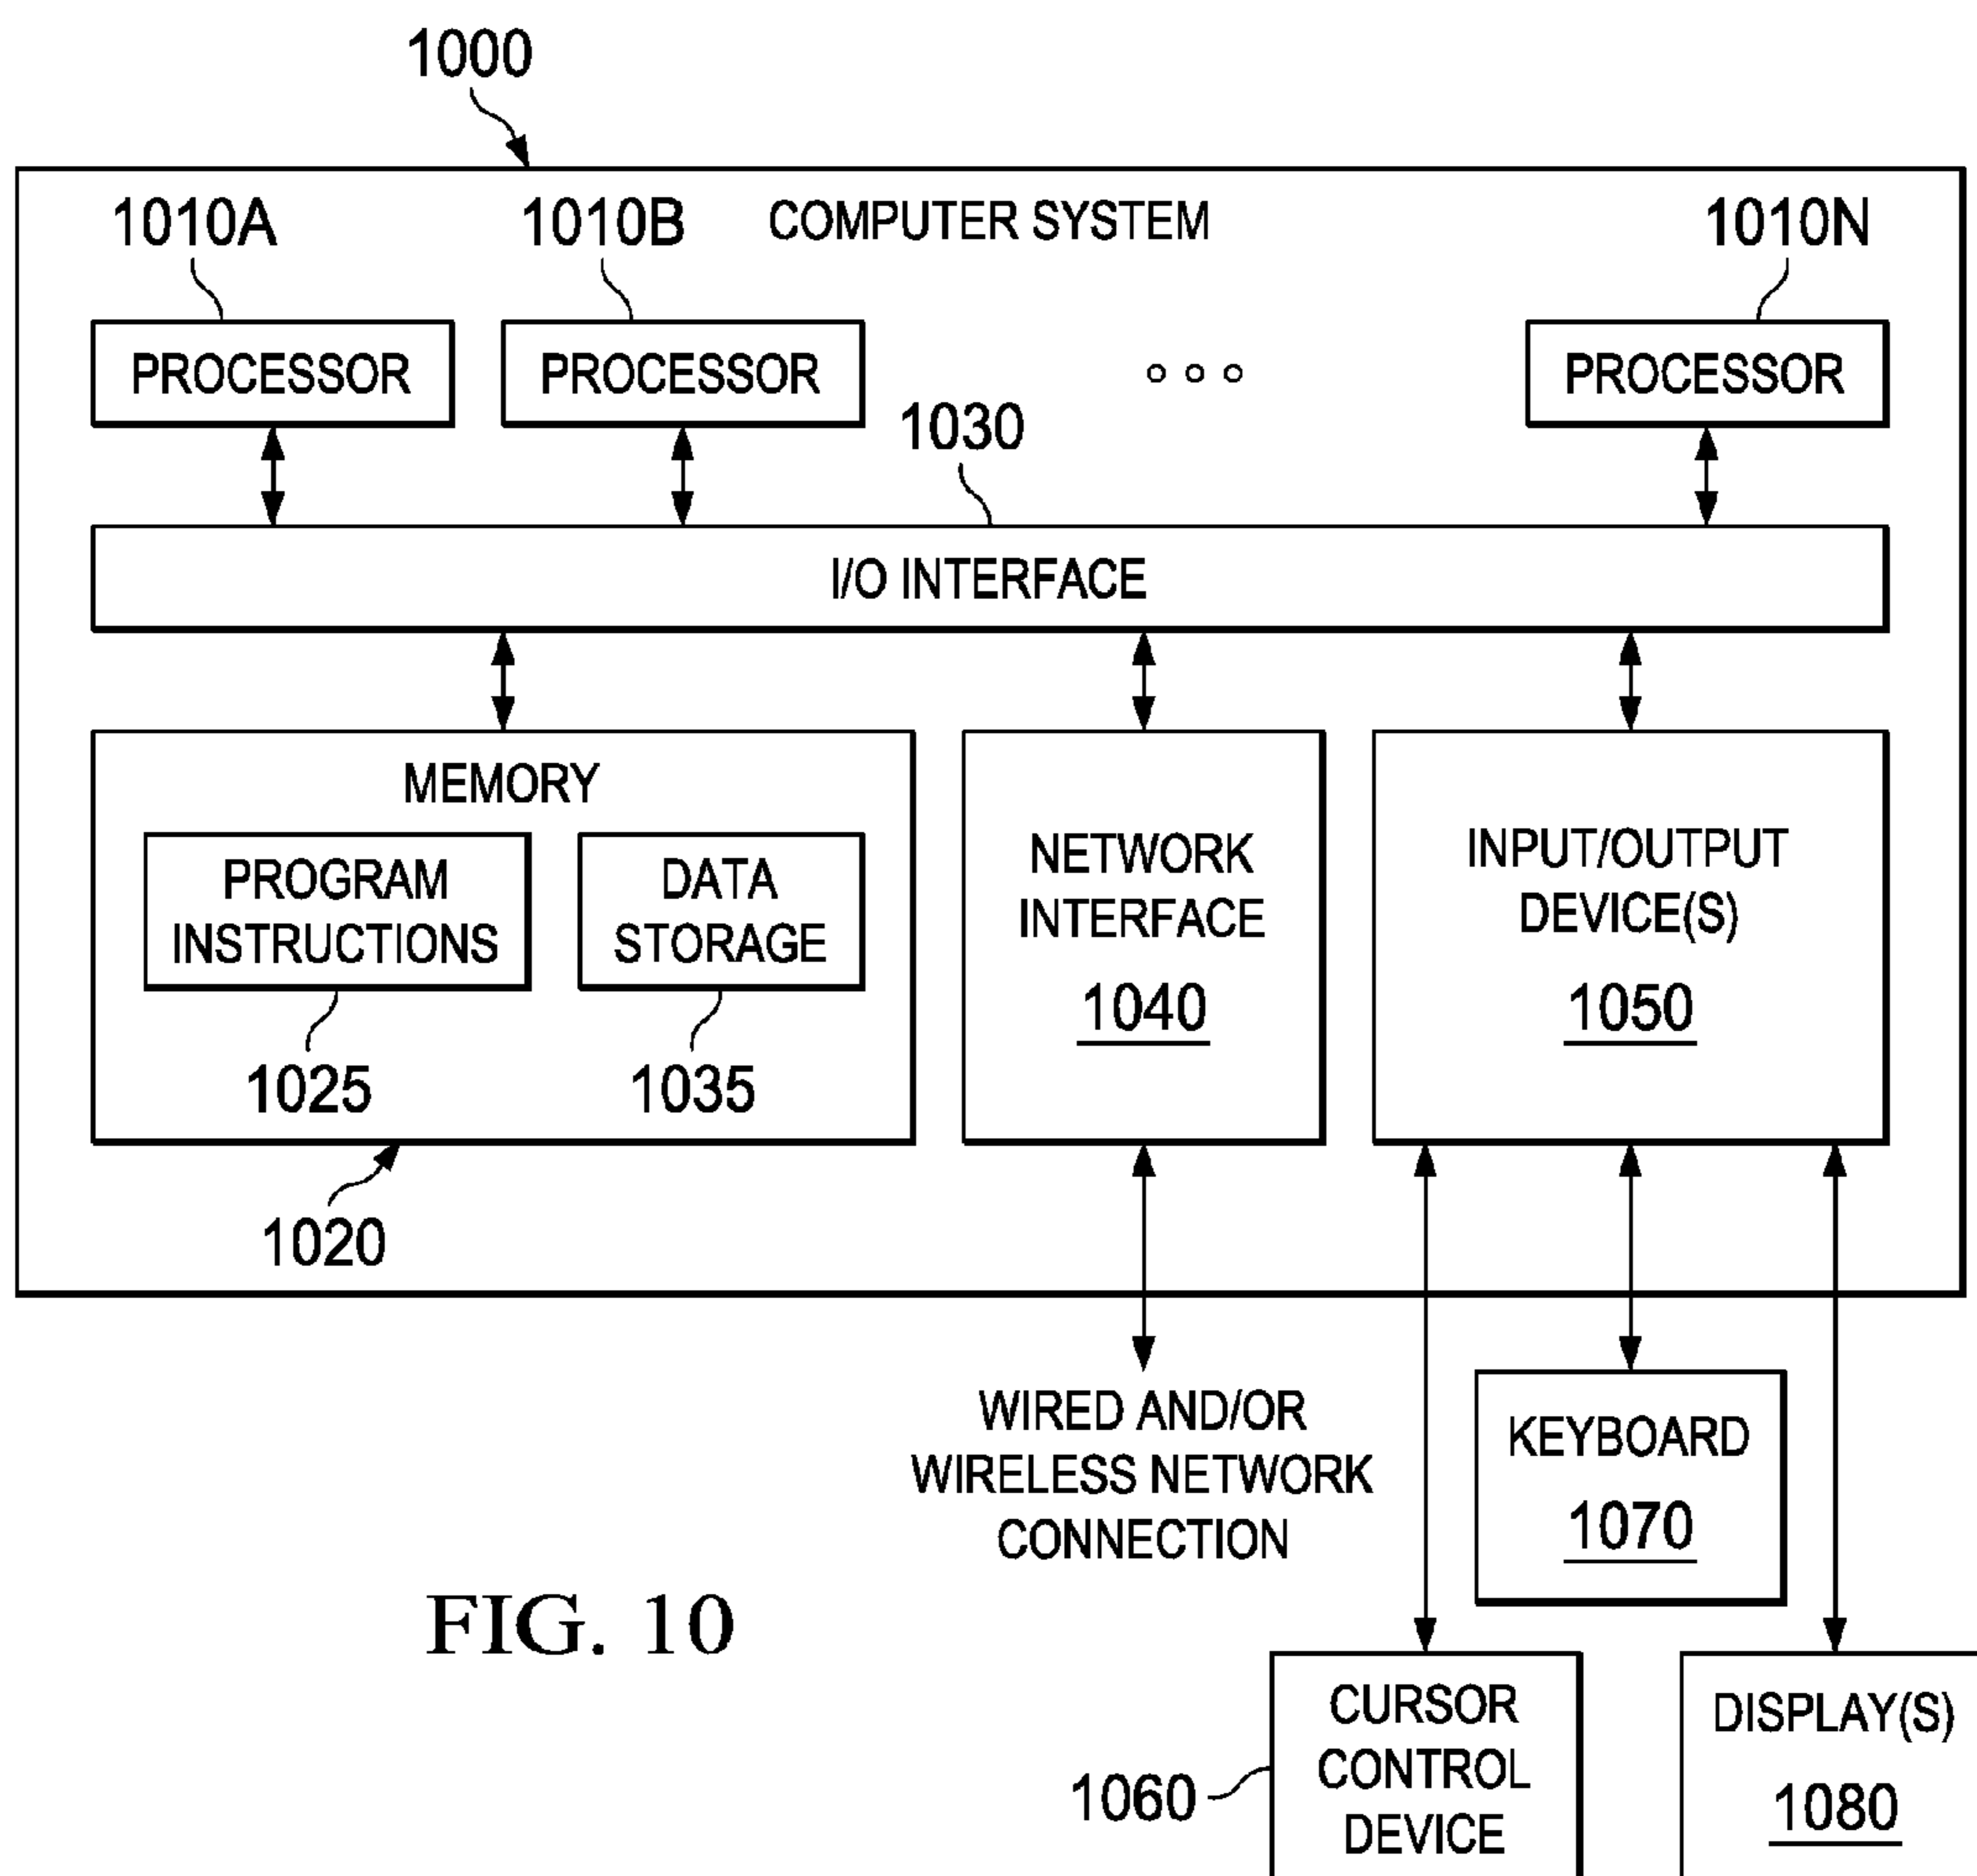 1000
1010A
1010B
COMPUTER SYSTEM
1010N
PROCESSOR
PROCESSOR
PROCESSOR
1030
I/O INTERFACE
MEMORY
PROGRAM
INSTRUCTIONS
1025
DATA
STORAGE
1035
1020
NETWORK
INTERFACE
1040
INPUT/OUTPUT
DEVICE(S)
1050
WIRED AND/OR
WIRELESS NETWORK
CONNECTION
KEYBOARD
1070
FIG. 10
1060
CURSOR
CONTROL
DEVICE
DISPLAY(S)
1080